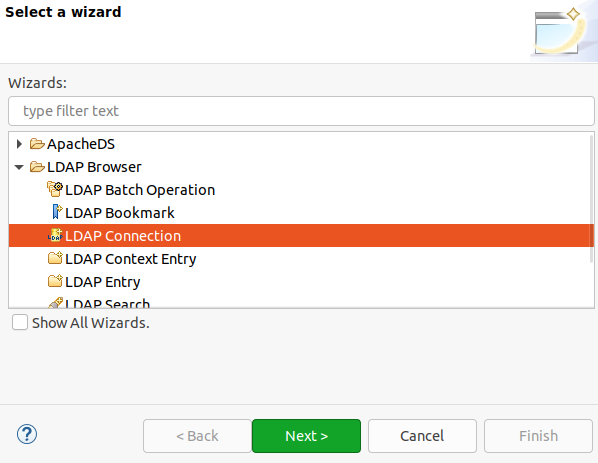 Select a wizard
Wizards:
type filter text
ApacheDS
LDAP Browser
LDAP Batch Operation
LDAP Bookmark
LDAP Connection
LDAP Context Entry
LDAP Entry
LDAP Search
Show All Wizards.
? < Back Next > Cancel Finish